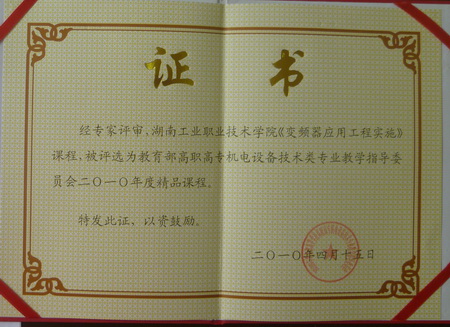 证书
经专家评审,湖南工业职业技术学院《变频器应用工程实施》
课程,被评选为教育部高职高专机电设备技术类专业教学指导委
员会二〇一〇年度精品课程。
特发此证、以资鼓励。
二〇一〇年四月十五日